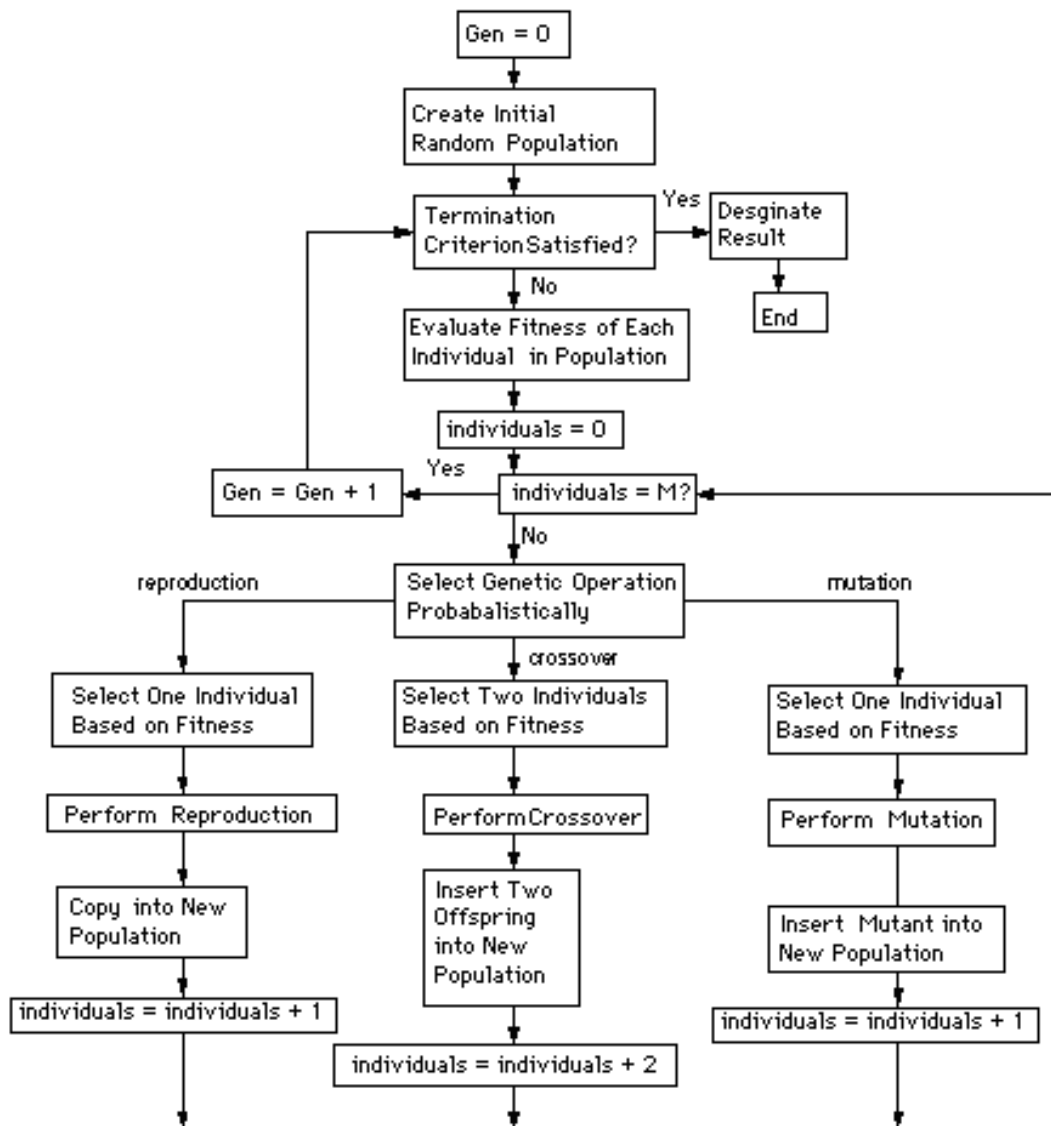 Gen = 0
Create Initial
Random Population
Termination
Criterion Satisfied?
Yes
Desginate
Result
End
No
Evaluate Fitness of Each
Individual in Population
individuals = 0
Yes
Gen = Gen + 1
individuals = M?
No
reproduction
Select Genetic Operation
Probabalistically
mutation
crossover
Select One Individual
Based on Fitness
Perform Reproduction
Copy into New
Population
individuals = individuals + 1
Select Two Individuals
Based on Fitness
Perform Crossover
Insert Two
Offspring
into New
Population
individuals = individuals + 2
Select One Individual
Based on Fitness
Perform Mutation
Insert Mutant into
New Population
individuals = individuals + 1